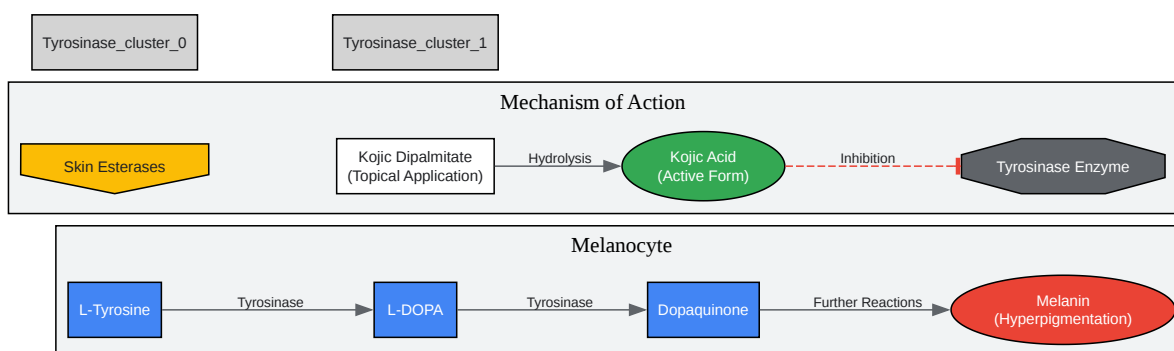 Tyrosinase_cluster_0
Tyrosinase_cluster_1
Mechanism of Action
Skin Esterases
Kojic Dipalmitate
(Topical Application)
Hydrolysis
Kojic Acid
(Active Form)
Inhibition
Tyrosinase Enzyme
Melanocyte
L-Tyrosine
Tyrosinase
L-DOPA
Tyrosinase
Dopaquinone
Further Reactions
Melanin
(Hyperpigmentation)